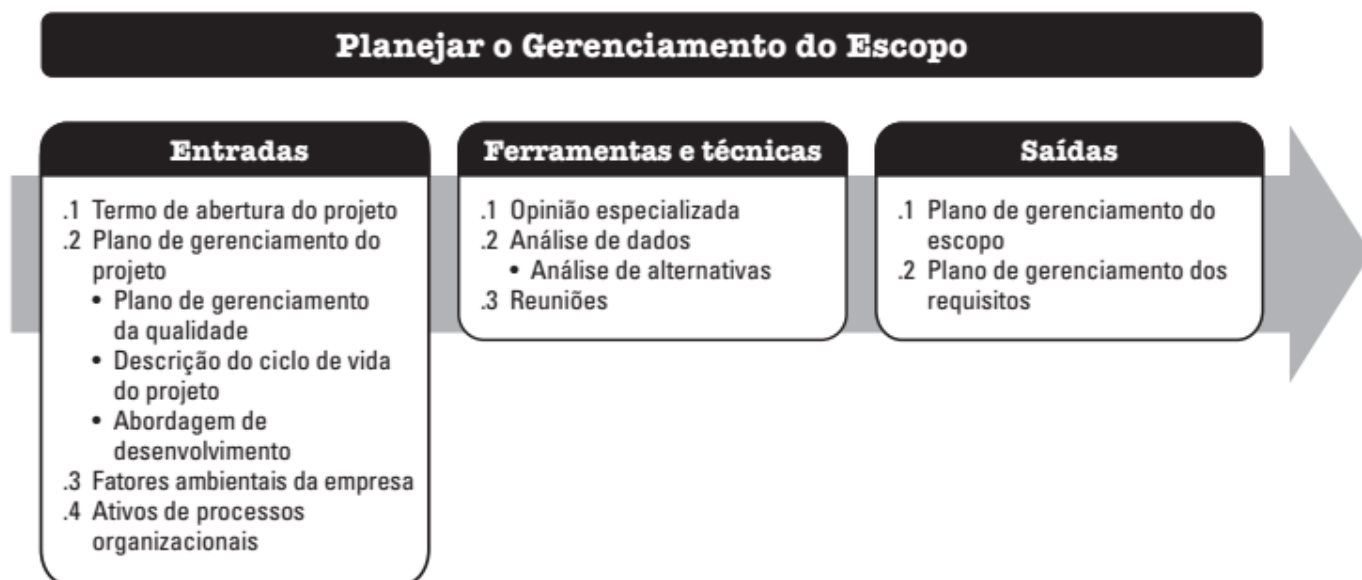 Planejar o Gerenciamento do Escopo
Entradas
.1 Termo de abertura do projeto
.2 Plano de gerenciamento do
projeto
• Plano de gerenciamento
da qualidade
• Descrição do ciclo de vida
do projeto
• Abordagem de
desenvolvimento
.3 Fatores ambientais da empresa
.4 Ativos de processos
organizacionais
Ferramentas e técnicas
.1 Opinião especializada
.2 Análise de dados
• Análise de alternativas
.3 Reuniões
Saídas
.1 Plano de gerenciamento do
escopo
.2 Plano de gerenciamento dos
requisitos